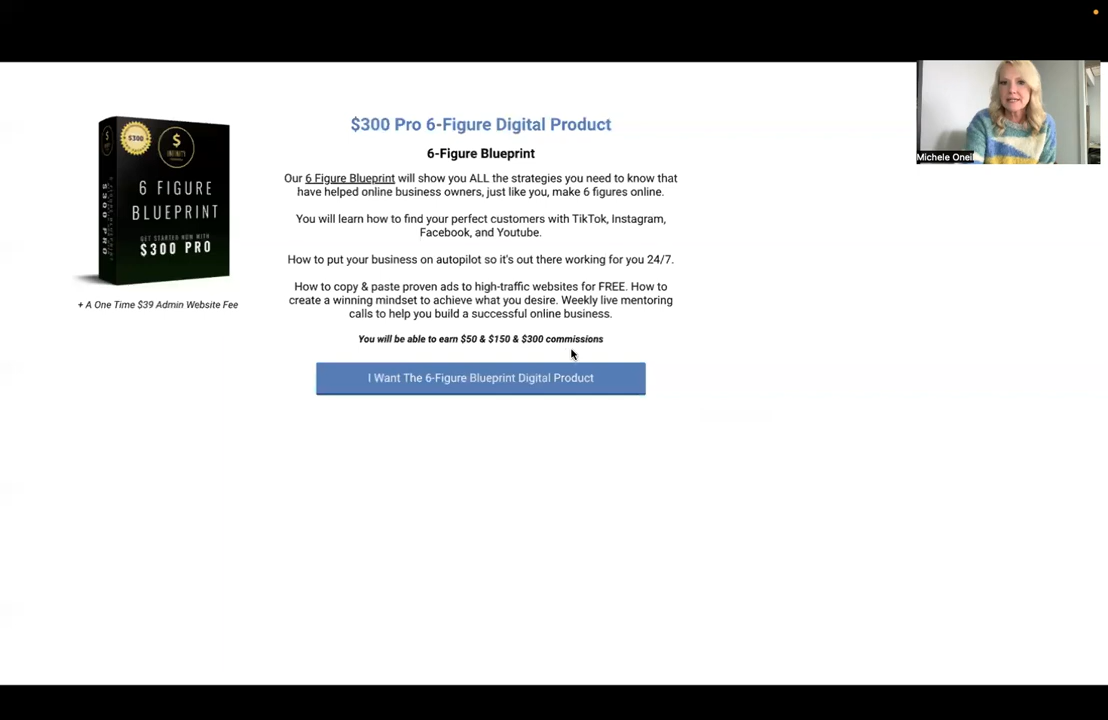 $300 Pro 6-Figure Digital Product
6-Figure Blueprint
Our 6 Figure Blueprint will show you ALL the strategies you need to know that
have helped online business owners, just like you, make 6 figures online.
You will learn how to find your perfect customers with TikTok, Instagram,
Facebook, and Youtube.
How to put your business on autopilot so it's out there working for you 24/7.
How to copy & paste proven ads to high-traffic websites for FREE. How to
create a winning mindset to achieve what you desire. Weekly live mentoring
calls to help you build a successful online business.
You will be able to earn $50 & $150 & $300 commissions
I Want The 6-Figure Blueprint Digital Product
$300
$
INFINITY
6 FIGURE
BLUEPRINT
GET STARTED NOW WITH
$300 PRO
$300 PRO
+ A One Time $39 Admin Website Fee
Michele Oneil